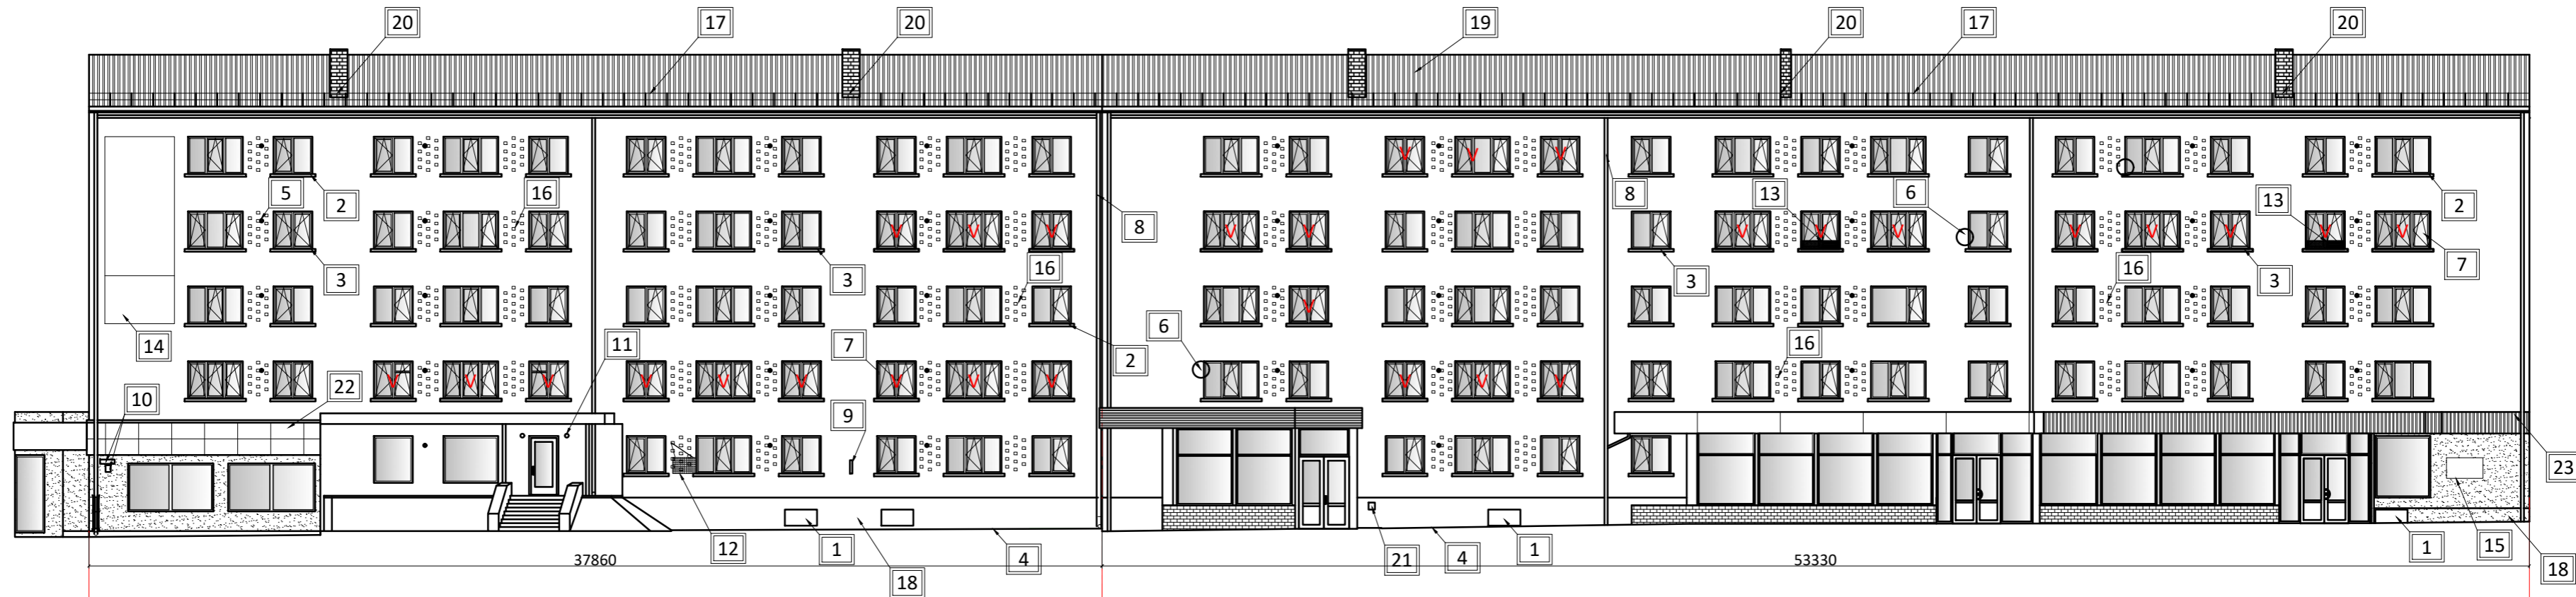 20 17 20 19 20 17 20
5 2 16 8 8 13 6 13 2
3 3 16 3 16 3 7
14 11 7 6 2 16
10 22 9 23
12 1 18 4 21 4 1 1 15 18
37860 53330
V V V
V V V V V V V V V V V V V
V
V V V V V V V V V V V V